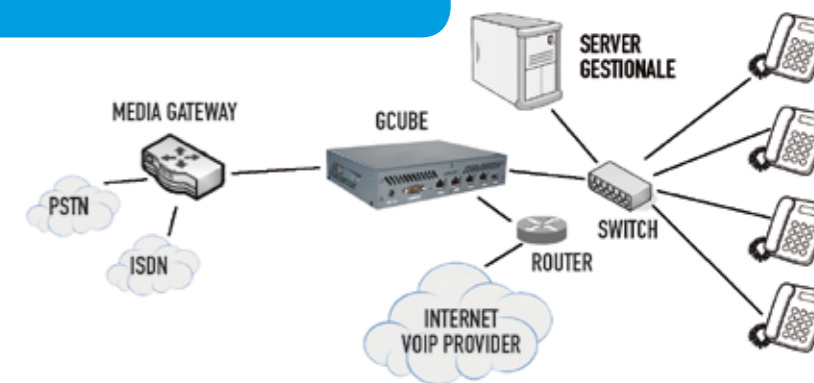 SERVER
GESTIONALE
MEDIA GATEWAY
GCUBE
PSTN
ISDN
SWITCH
ROUTER
INTERNET
VOIP PROVIDER